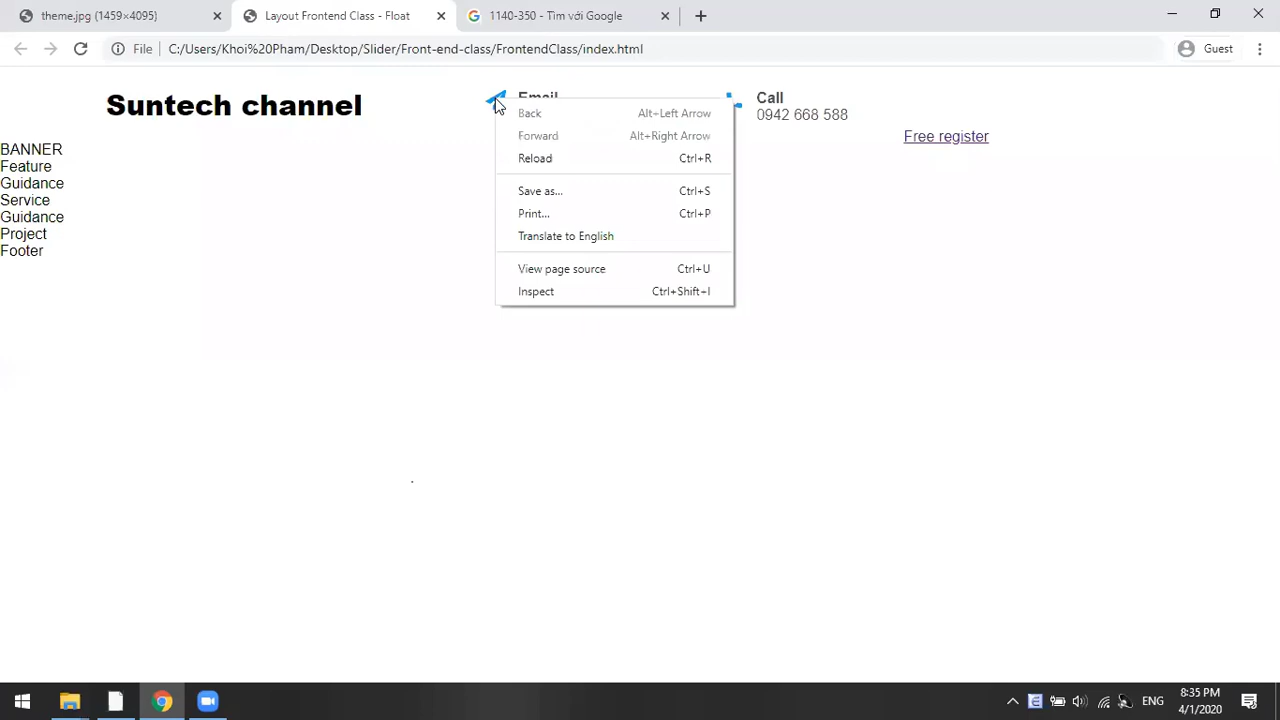 theme.jpg (1459×4095)
Layout Frontend Class - Float
1140-350 - Tìm với Google
File
C:/Users/Khoi%20Pham/Desktop/Slider/Front-end-class/FrontendClass/index.html
Guest
Suntech channel
Email
Call
0942 668 588
Free register
BANNER
Feature
Guidance
Service
Guidance
Project
Footer
Back Alt+Left Arrow
Forward Alt+Right Arrow
Reload Ctrl+R
Save as... Ctrl+S
Print... Ctrl+P
Translate to English
View page source Ctrl+U
Inspect Ctrl+Shift+I
ENG
8:35 PM
4/1/2020